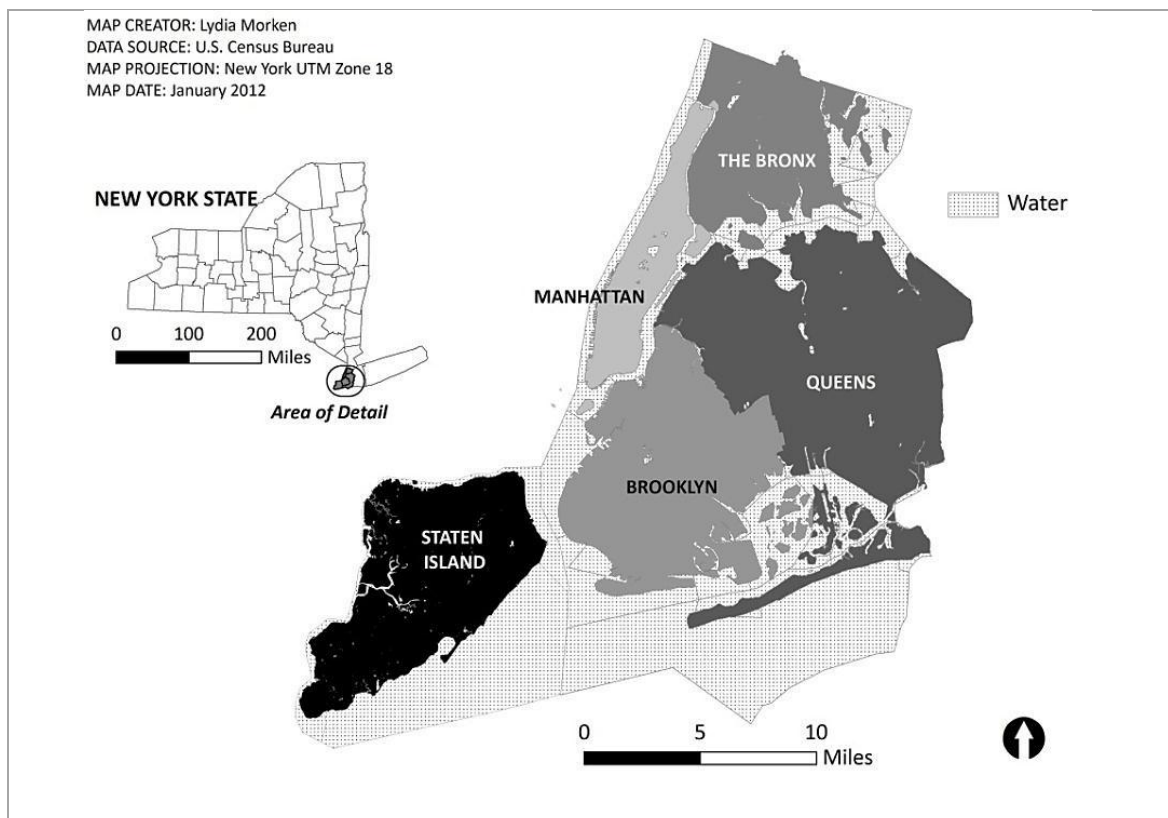 MAP CREATOR: Lydia Morken
DATA SOURCE: U.S. Census Bureau
MAP PROJECTION: New York UTM Zone 18
MAP DATE: January 2012
NEW YORK STATE
0 100 200
Miles
Area of Detail
THE BRONX
Water
MANHATTAN
QUEENS
BROOKLYN
STATEN
ISLAND
0 5 10
Miles